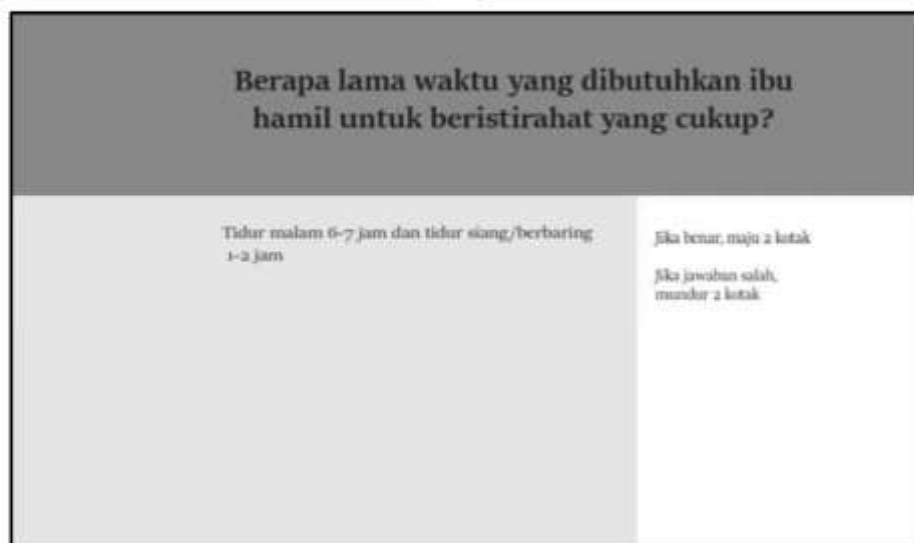 Berapa lama waktu yang dibutuhkan ibu
hamil untuk beristirahat yang cukup?
Tidur malam 6-7 jam dan tidur siang/berbaring
1-2 jam
Jika benar, maju 2 kotak
Jika jawaban salah,
mundur 2 kotak